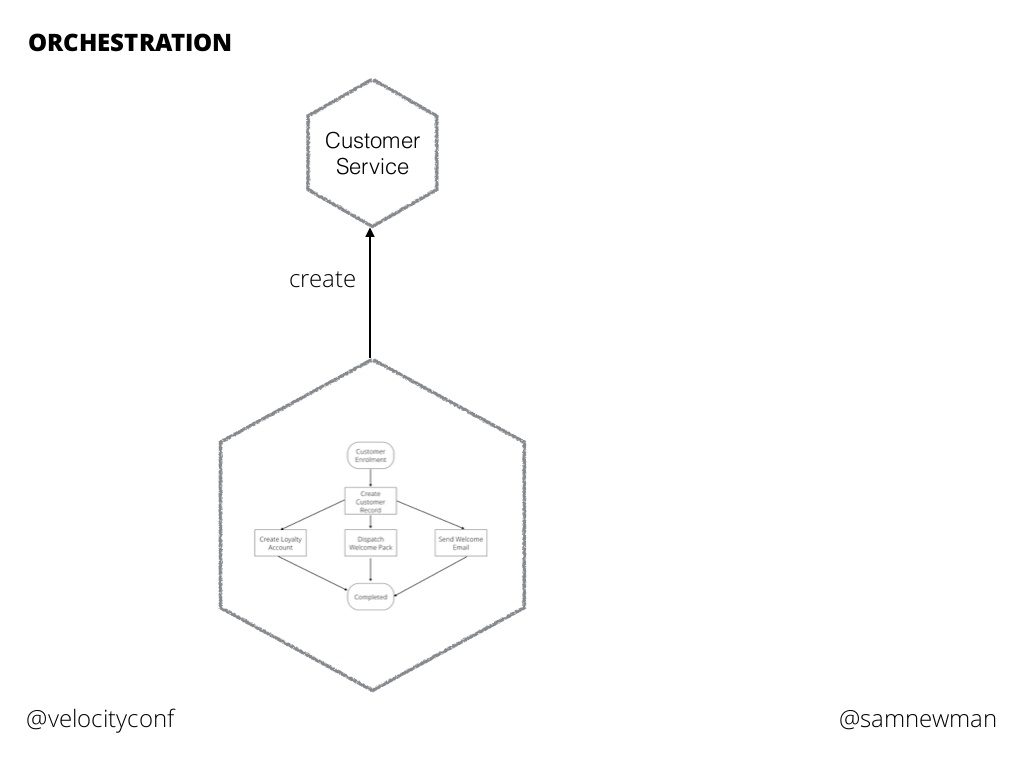 ORCHESTRATION
Customer
Service
create
Customer
Enrolment
Create
Customer
Record
Create Loyalty
Account
Dispatch
Welcome Pack
Send Welcome
Email
Completed
@velocityconf
@samnewman